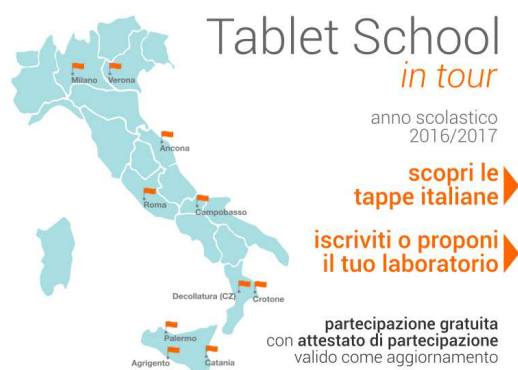 Tablet School
in tour
anno scolastico
2016/2017
scopri le
tappe italiane
iscriviti o proponi
il tuo laboratorio
partecipazione gratuita
con attestato di partecipazione
valido come aggiornamento
Milano
Verona
Ancona
Roma
Campobasso
Decollatura (CZ)
Crotone
Palermo
Agrigento
Catania